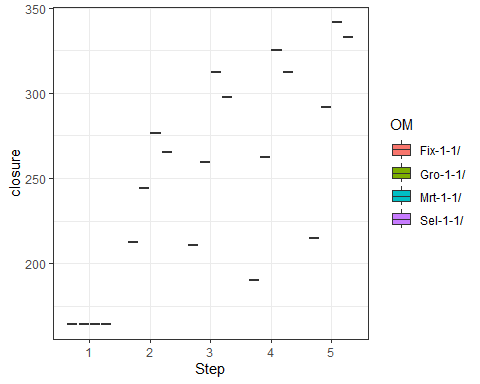 350
300
250
200
closure
1 2 3 4 5
Step
OM
Fix-1-1/
Gro-1-1/
Mrt-1-1/
Sel-1-1/